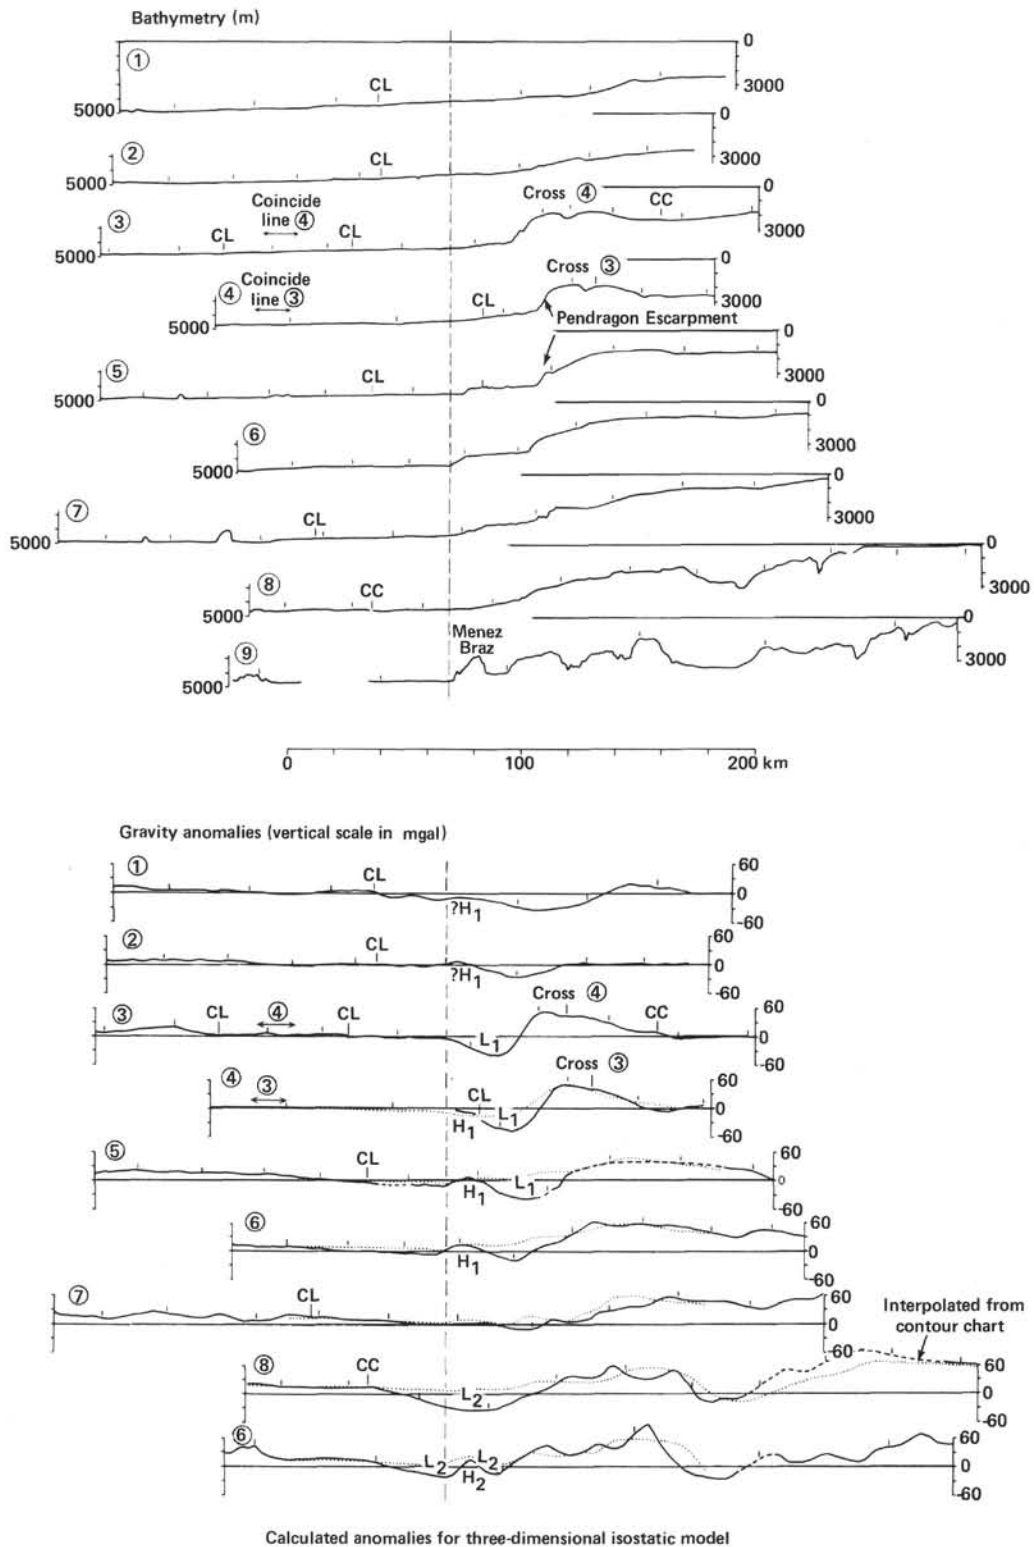 Bathymetry (m)
0
①
CL
3000
5000
0
②
CL
3000
5000
Coincide
line ④
Cross ④
0
③
CL
CL
CC
3000
5000
④
Coincide
line ③
Cross ③
0
CL
3000
5000
Pendragon Escarpment
0
⑤
CL
3000
5000
0
⑥
3000
5000
0
⑦
CL
3000
5000
0
⑧
CC
3000
5000
Menez
Braz
0
⑨
3000
5000
0 100 200 km
Gravity anomalies (vertical scale in mgal)
①
CL
60
0
-60
?H1
②
CL
60
0
-60
?H1
Cross ④
③
CL
④
CL
CC
60
0
-60
L1
Cross ③
④
③
CL
60
0
-60
H1
L1
⑤
CL
60
0
-60
H1
L1
⑥
60
0
-60
H1
⑦
CL
60
0
-60
Interpolated from
contour chart
⑧
CC
60
0
-60
L2
⑥
60
0
-60
L2
L2
H2
Calculated anomalies for three-dimensional isostatic model